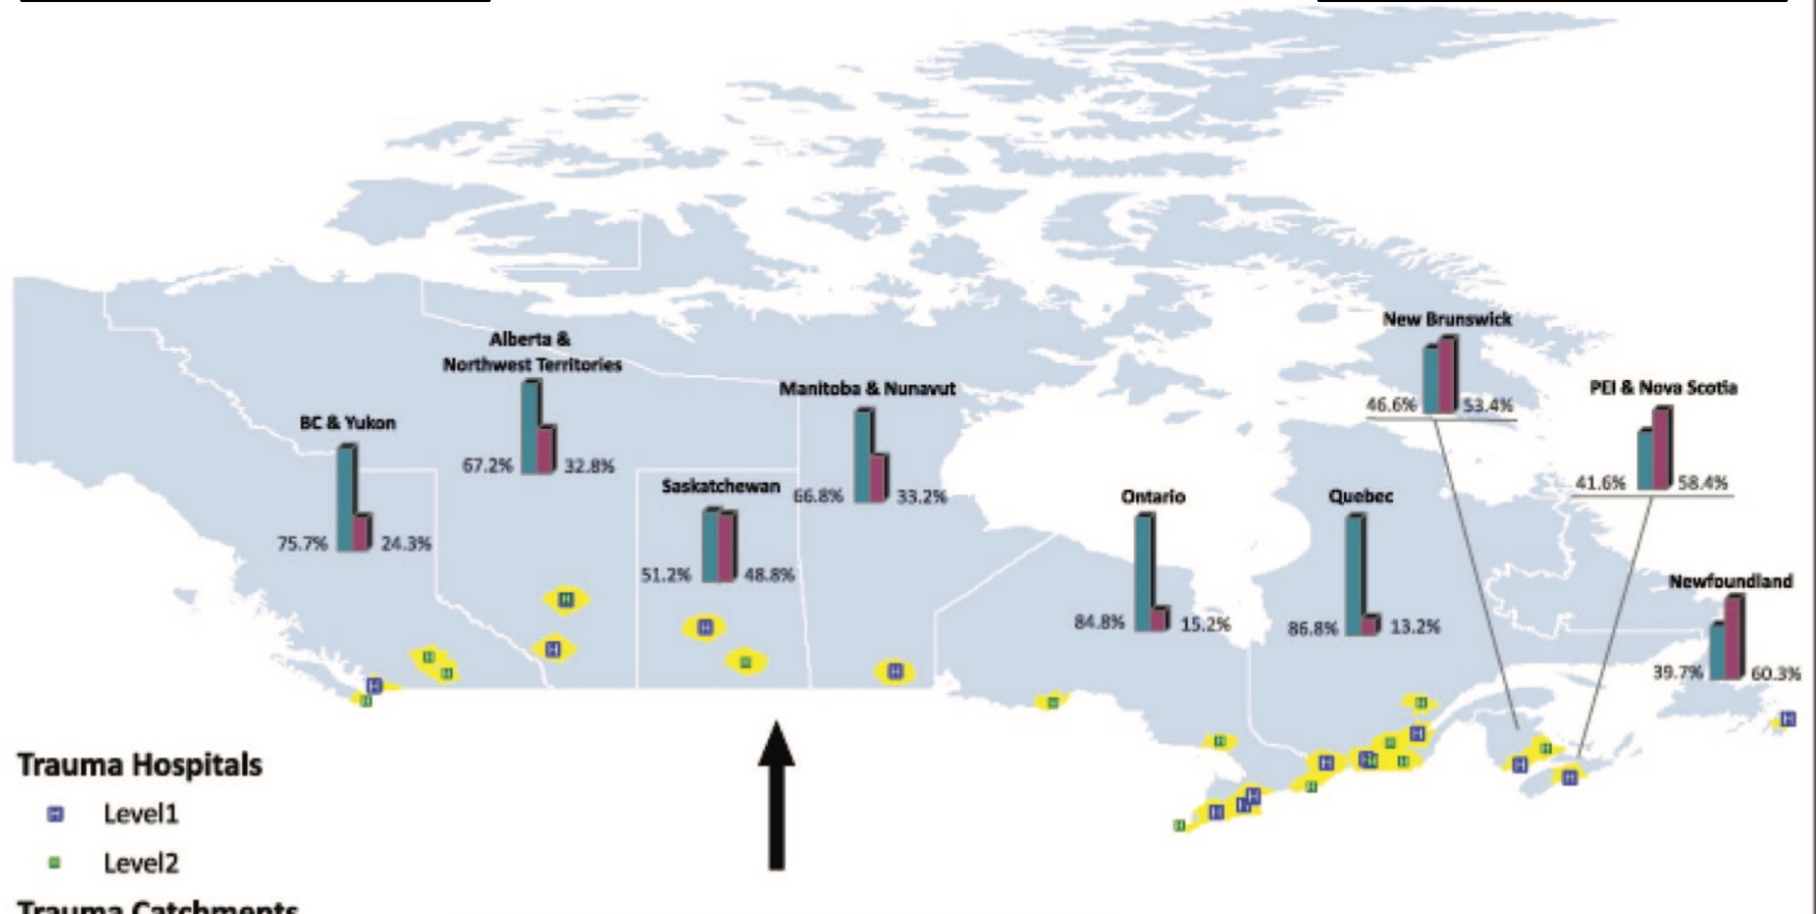 New Brunswick
46.6% 53.4%
Alberta &
Northwest Territories
67.2% 32.8%
Manitoba & Nunavut
66.8% 33.2%
PEI & Nova Scotia
41.6% 58.4%
BC & Yukon
75.7% 24.3%
Saskatchewan
51.2% 48.8%
Ontario
84.8% 15.2%
Quebec
86.8% 13.2%
Newfoundland
39.7% 60.3%
Trauma Hospitals
H Level1
H Level2
Trauma Catchments